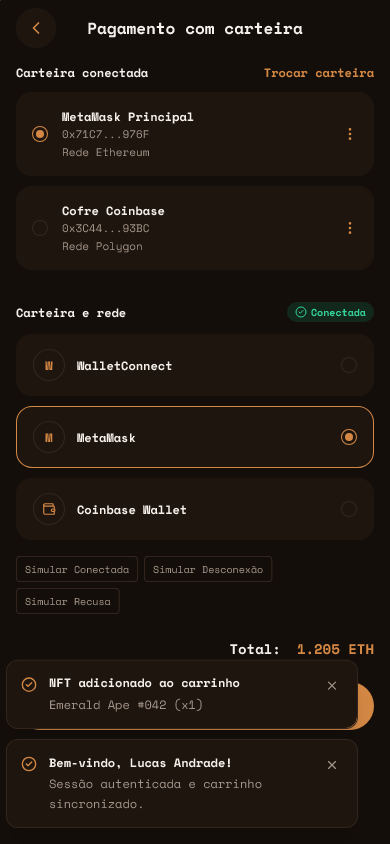 Pagamento com carteira
Carteira conectada
Trocar carteira
MetaMask Principal
0x71C7...976F
Rede Ethereum
Cofre Coinbase
0x3C44...93BC
Rede Polygon
Carteira e rede
Conectada
W
WalletConnect
M
MetaMask
Coinbase Wallet
Simular Conectada
Simular Desconexão
Simular Recusa
Total: 1.205 ETH
NFT adicionado ao carrinho
Emerald Ape #042 (x1)
Bem-vindo, Lucas Andrade!
Sessão autenticada e carrinho
sincronizado.